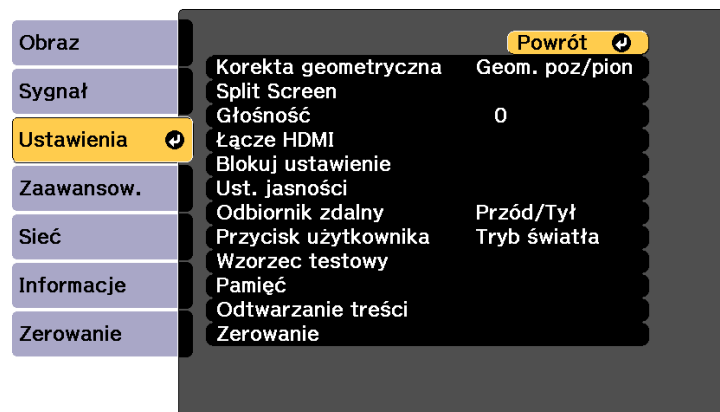 Obraz
Sygnał
Ustawienia
Zaawansow.
Sieć
Informacje
Zerowanie
Powrót
Korekta geometryczna Geom. poz/pion
Split Screen
Głośność 0
Łącze HDMI
Blokuj ustawienie
Ust. jasności
Odbiornik zdalny Przód/Tył
Przycisk użytkownika Tryb światła
Wzorzec testowy
Pamięć
Odtwarzanie treści
Zerowanie